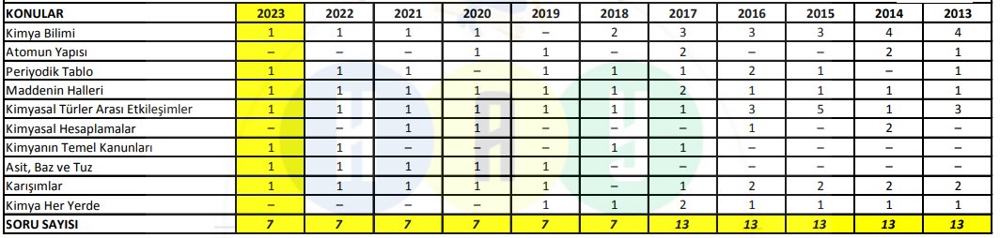 KONULAR 2023 2022 2021 2020 2019 2018 2017 2016 2015 2014 2013
Kimya Bilimi 1 1 1 1 – 2 3 3 3 4 4
Atomun Yapısı – – – 1 1 – 2 – – 2 1
Periyodik Tablo 1 1 1 – 1 1 1 2 1 – 1
Maddenin Halleri 1 1 1 1 1 1 2 1 1 1 1
Kimyasal Türler Arası Etkileşimler 1 1 1 1 1 1 1 3 5 1 3
Kimyasal Hesaplamalar – – 1 1 – – – 1 – 2 –
Kimyanın Temel Kanunları 1 1 – – – 1 1 – – – –
Asit, Baz ve Tuz 1 1 1 1 1 – – – – – –
Karışımlar 1 1 1 1 1 – 1 2 2 2 2
Kimya Her Yerde – – – – 1 1 2 1 1 1 1
SORU SAYISI 7 7 7 7 7 7 13 13 13 13 13